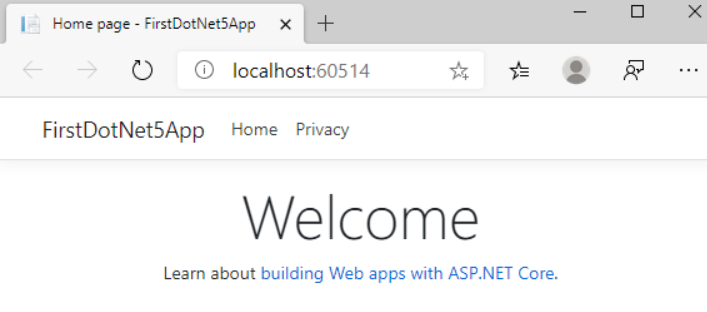 Home page - FirstDotNet5App
localhost:60514
FirstDotNet5App Home Privacy
Welcome
Learn about building Web apps with ASP.NET Core.